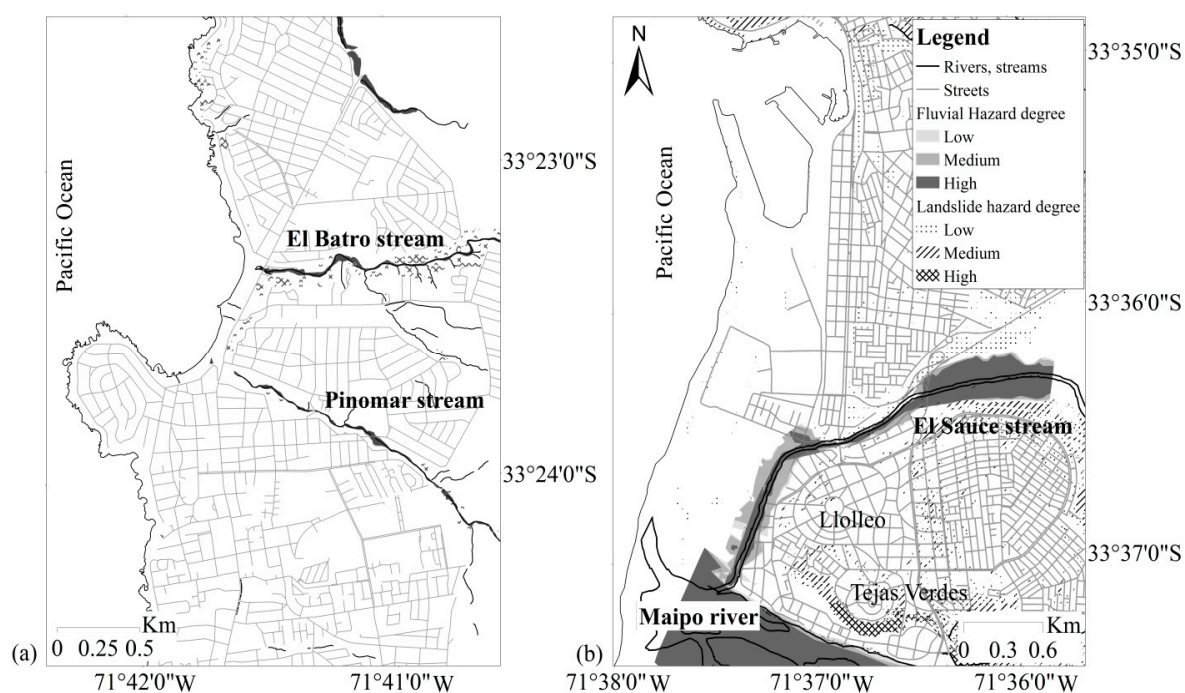 Pacific Ocean
33°23'0"S
El Batro stream
Pinomar stream
33°24'0"S
Km
0 0.25 0.5
(a)
71°42'0"W
71°41'0"W
N
Legend
Rivers, streams
Streets
Fluvial Hazard degree
Low
Medium
High
Landslide hazard degree
Low
Medium
High
33°35'0"S
Pacific Ocean
33°36'0"S
El Sauce stream
Llolleo
33°37'0"S
Tejas Verdes
Maipo river
Km
0 0.3 0.6
(b)
71°38'0"W
71°37'0"W
71°36'0"W